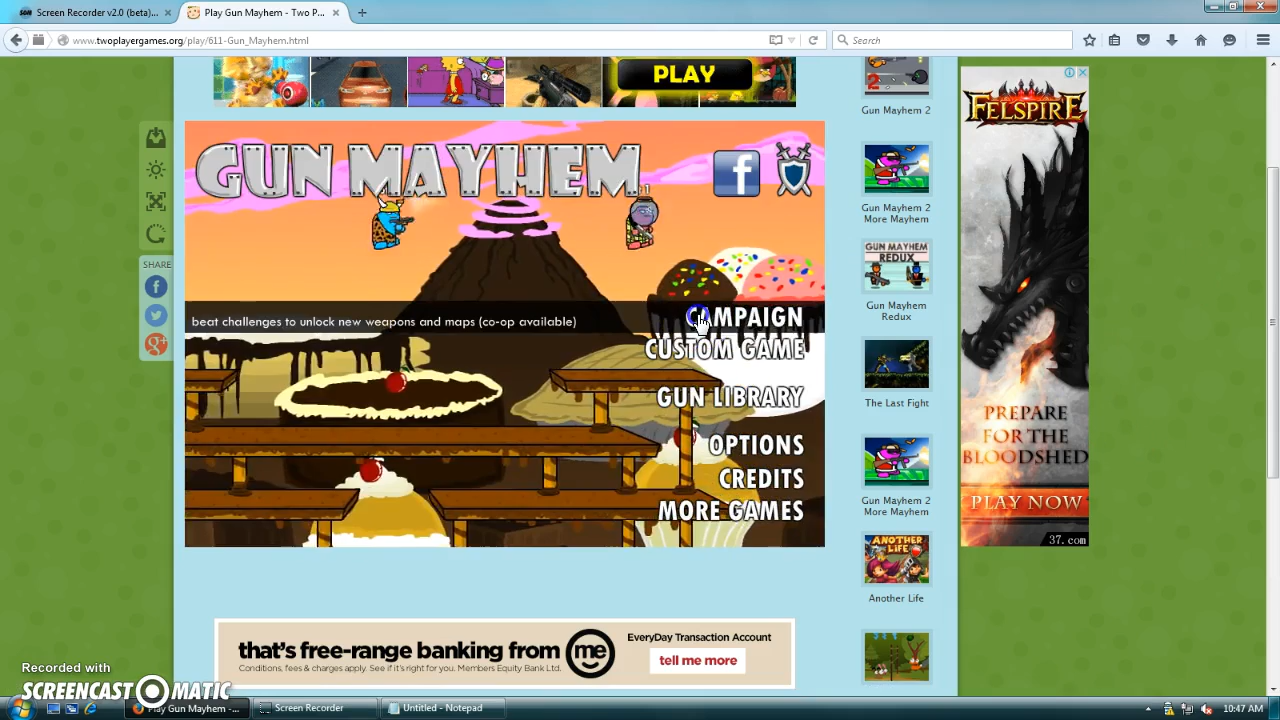 Screen Recorder v2.0 (beta)...
Play Gun Mayhem - Two P...
www.twoplayergames.org/play/611-Gun_Mayhem.html
Search
PLAY
GUN MAYHEM
SHARE
beat challenges to unlock new weapons and maps (co-op available)
CAMPAIGN
CUSTOM GAME
GUN LIBRARY
OPTIONS
CREDITS
MORE GAMES
Gun Mayhem 2
Gun Mayhem 2
More Mayhem
GUN MAYHEM
REDUX
Gun Mayhem
Redux
The Last Fight
Gun Mayhem 2
More Mayhem
ANOTHER
LIFE
Another Life
FELSPIRE
PREPARE
FOR THE
BLOODSHED
PLAY NOW
37.com
that's free-range banking from me
Conditions, fees & charges apply. See if it's right for you. Members Equity Bank Ltd.
EveryDay Transaction Account
tell me more
Recorded with
SCREENCAST-O-MATIC
Play Gun Mayhem -...
Screen Recorder
Untitled - Notepad
10:47 AM